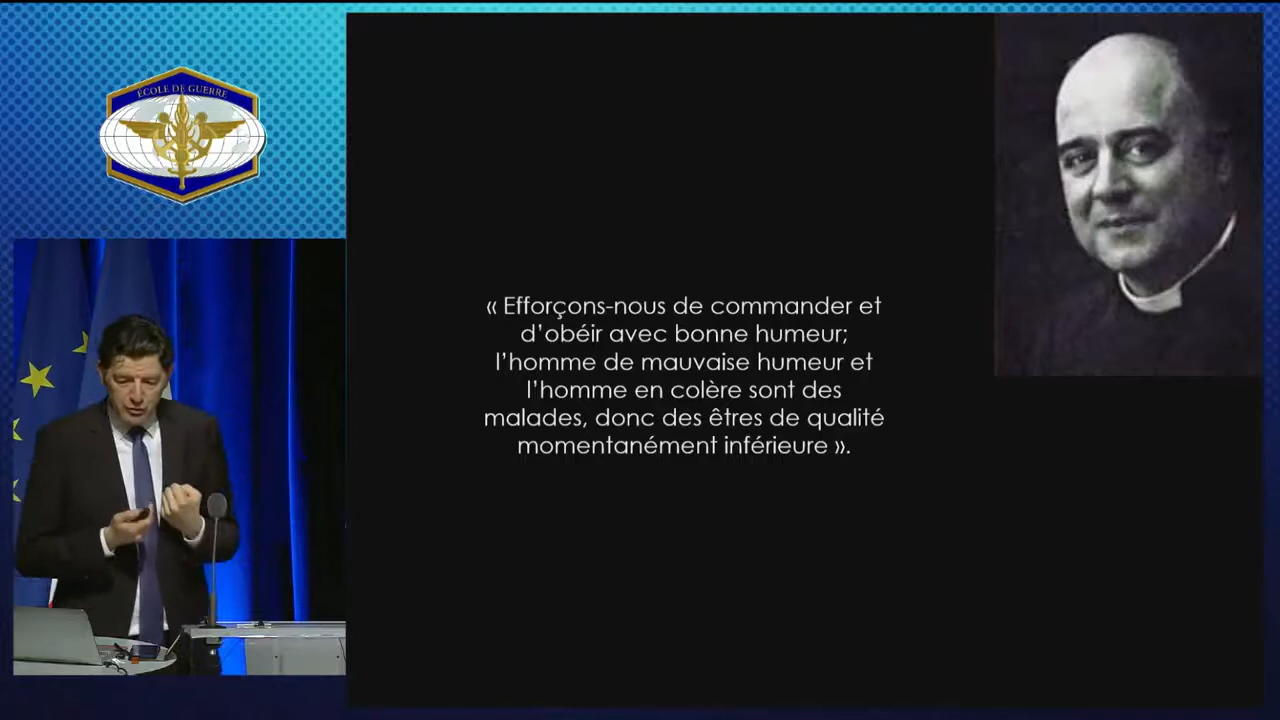 ECOLE DE GUERRE
« Efforçons-nous de commander et
d’obéir avec bonne humeur;
l’homme de mauvaise humeur et
l’homme en colère sont des
malades, donc des êtres de qualité
momentanément inférieure ».